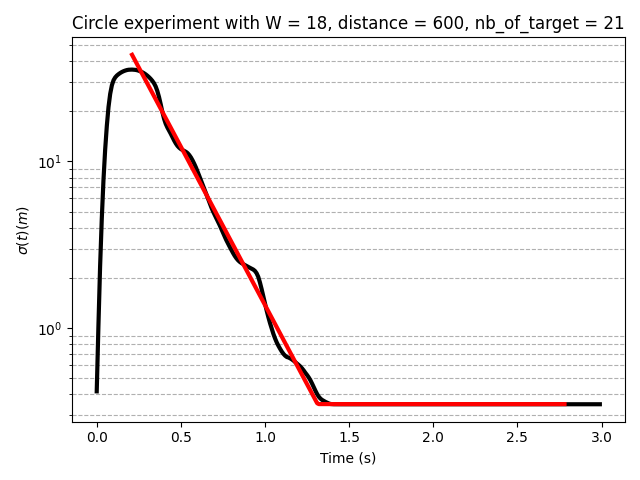 Circle experiment with W = 18, distance = 600, nb_of_target = 21
σ(t)(m)
10¹
10⁰
0.0 0.5 1.0 1.5 2.0 2.5 3.0
Time (s)